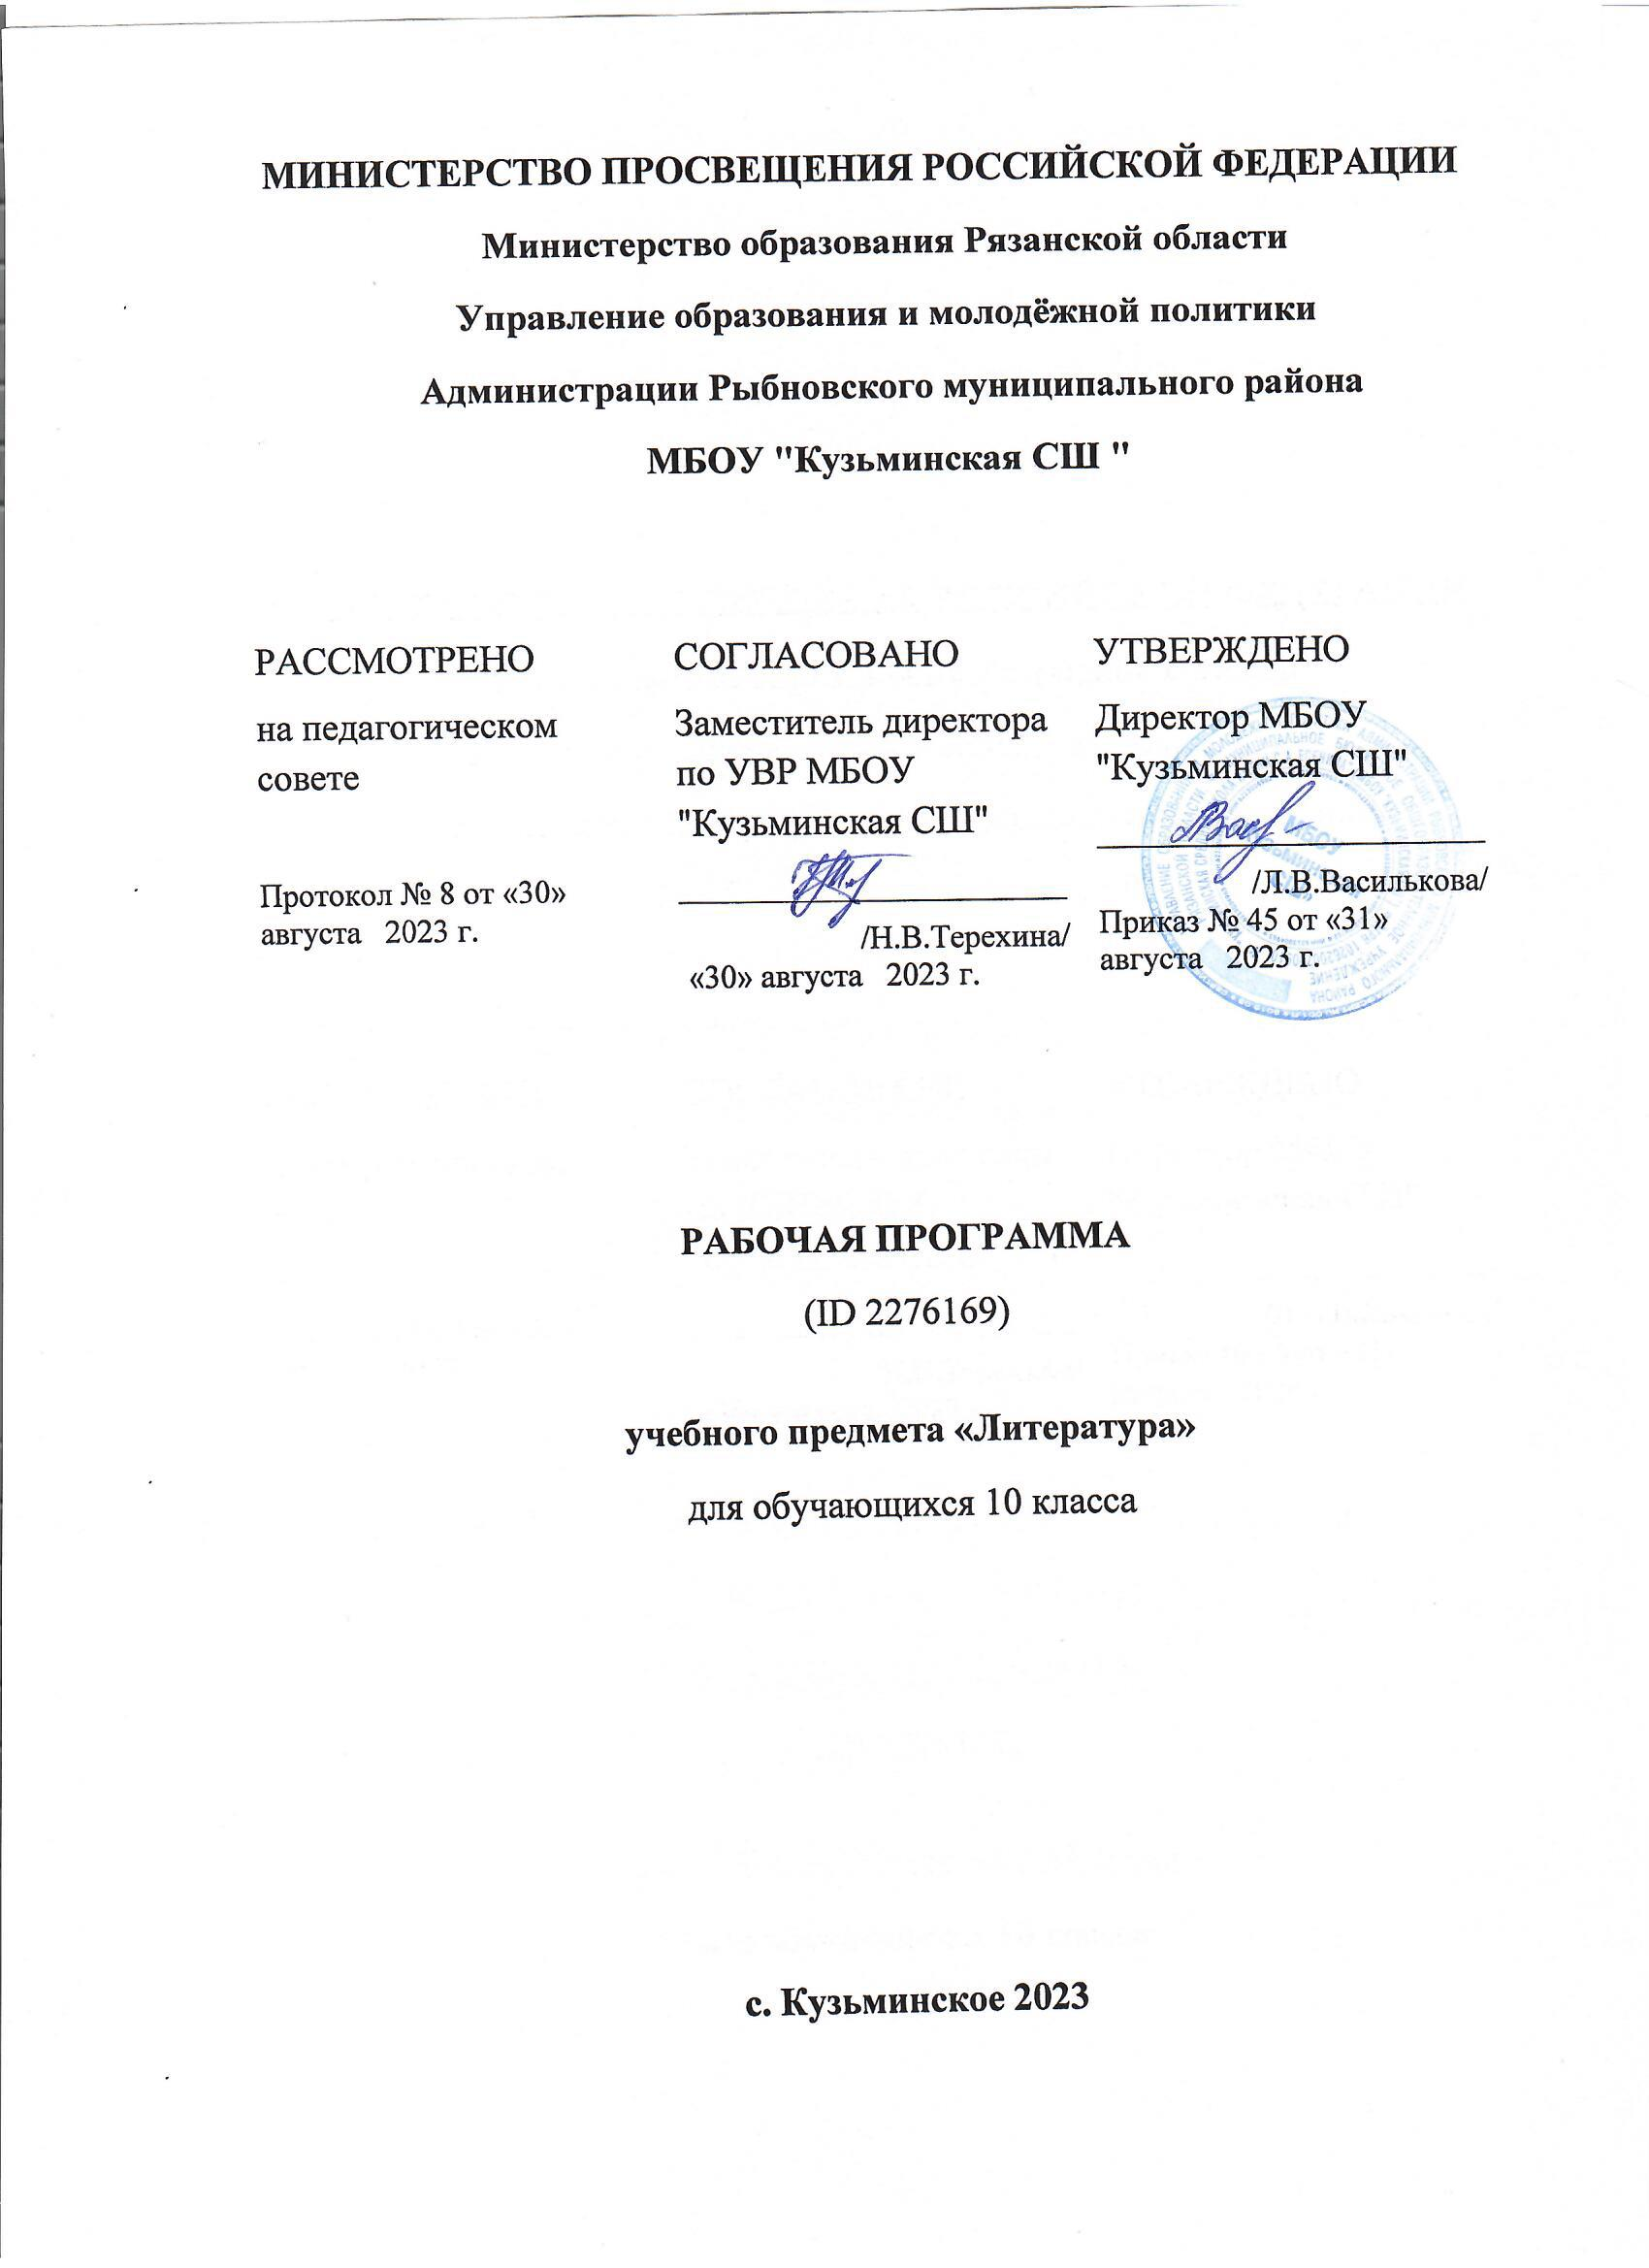 МИНИСТЕРСТВО ПРОСВЕЩЕНИЯ РОССИЙСКОЙ ФЕДЕРАЦИИ
Министерство образования Рязанской области
Управление образования и молодёжной политики
Администрации Рыбновского муниципального района
МБОУ "Кузьминская СШ "
РАССМОТРЕНО
на педагогическом
совете
Протокол № 8 от «30»
августа 2023 г.
СОГЛАСОВАНО
Заместитель директора
по УВР МБОУ
"Кузьминская СШ"
/Н.В.Терехина/
«30» августа 2023 г.
УТВЕРЖДЕНО
Директор МБОУ
"Кузьминская СШ"
/Л.В.Василькова/
Приказ № 45 от «31»
августа 2023 г.
РАБОЧАЯ ПРОГРАММА
(ID 2276169)
учебного предмета «Литература»
для обучающихся 10 класса
с. Кузьминское 2023